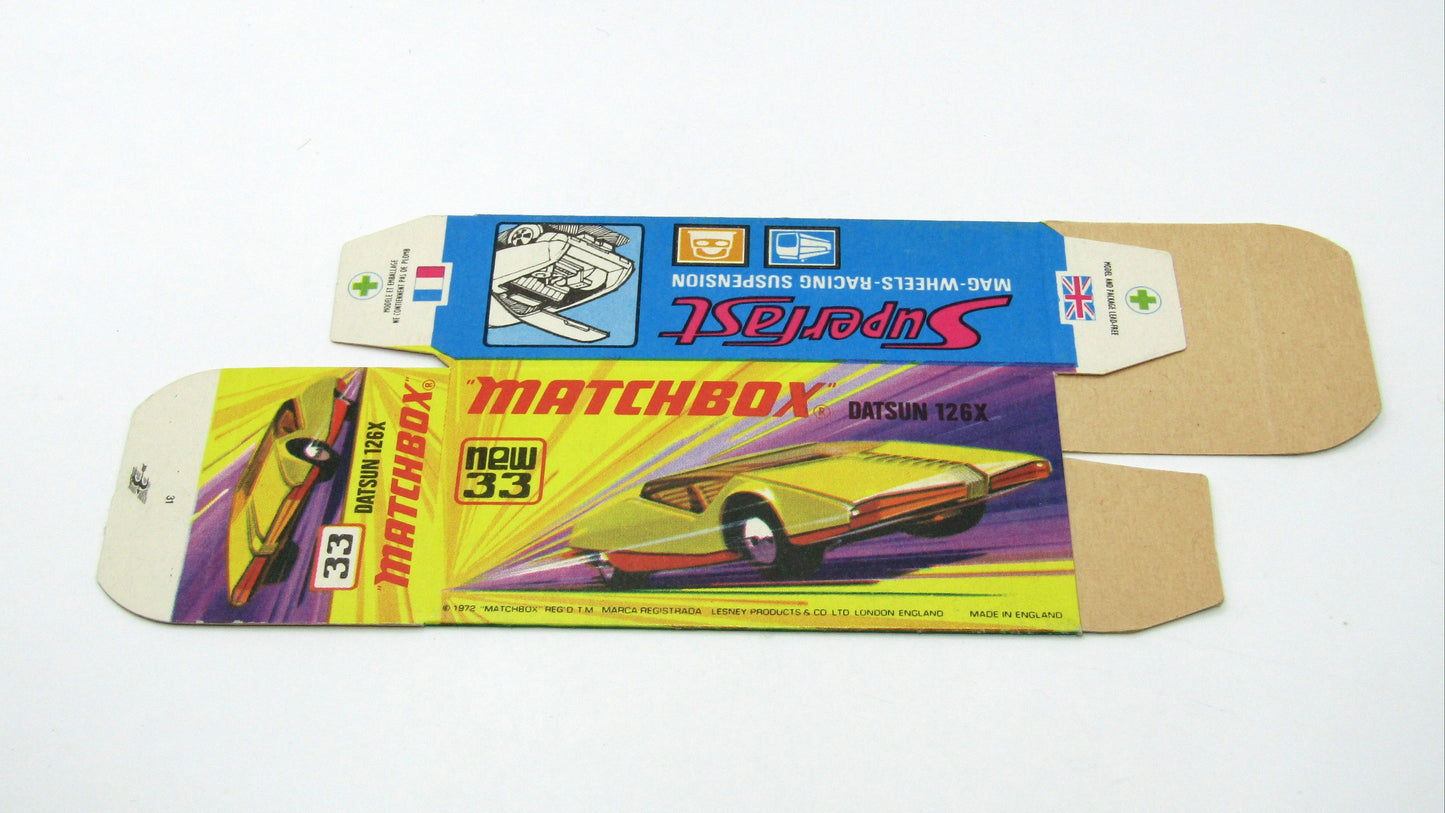 MODÈLE ET EMBALLAGE
NE CONTIENNENT PAS DE PLOMB
MAG-WHEELS-RACING SUSPENSION
Superfast
MODEL AND PACKAGE LEAD-FREE
31
33
DATSUN 126X
"MATCHBOX"®
"MATCHBOX"® DATSUN 126X
new
33
© 1972 "MATCHBOX" REG'D T.M. MARCA REGISTRADA LESNEY PRODUCTS & CO. LTD. LONDON ENGLAND MADE IN ENGLAND